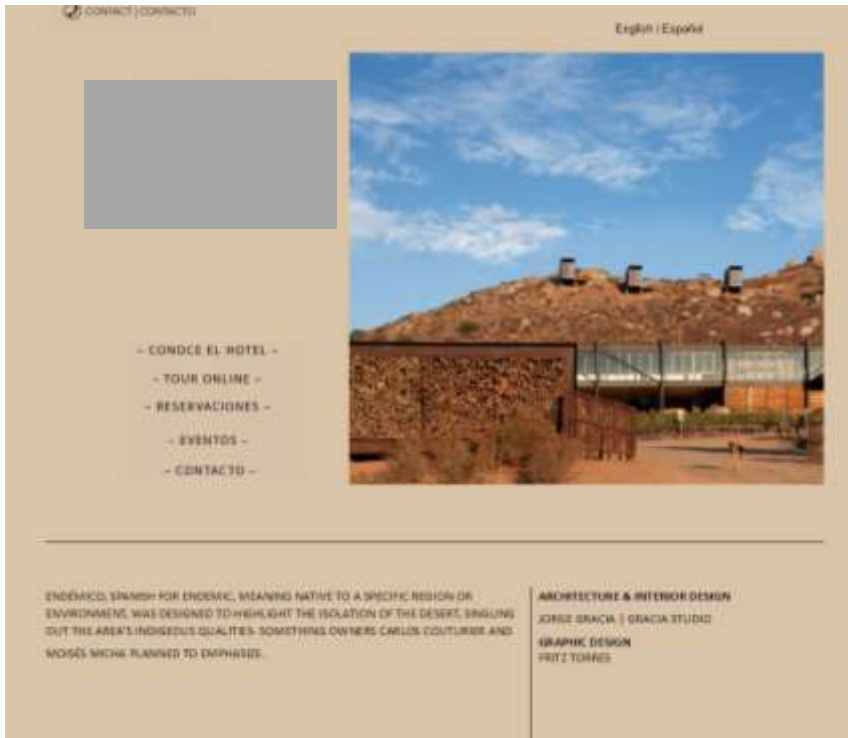 CONTACT | CONTACTO
English | Español
– CONOCE EL HOTEL –
– TOUR ONLINE –
– RESERVACIONES –
– EVENTOS –
– CONTACTO –
ENDÉMICO, SPANISH FOR ENDEMIC, MEANING NATIVE TO A SPECIFIC REGION OR
ENVIRONMENT, WAS DESIGNED TO HIGHLIGHT THE ISOLATION OF THE DESERT, SINGLING
OUT THE AREA'S INDIGEOUS QUALITIES. SOMETHING OWNERS CARLOS COUTURIER AND
MOISÉS MICHA PLANNED TO EMPHASIZE.
ARCHITECTURE & INTERIOR DESIGN
JORGE GRACIA | GRACIA STUDIO
GRAPHIC DESIGN
FRITZ TORRES